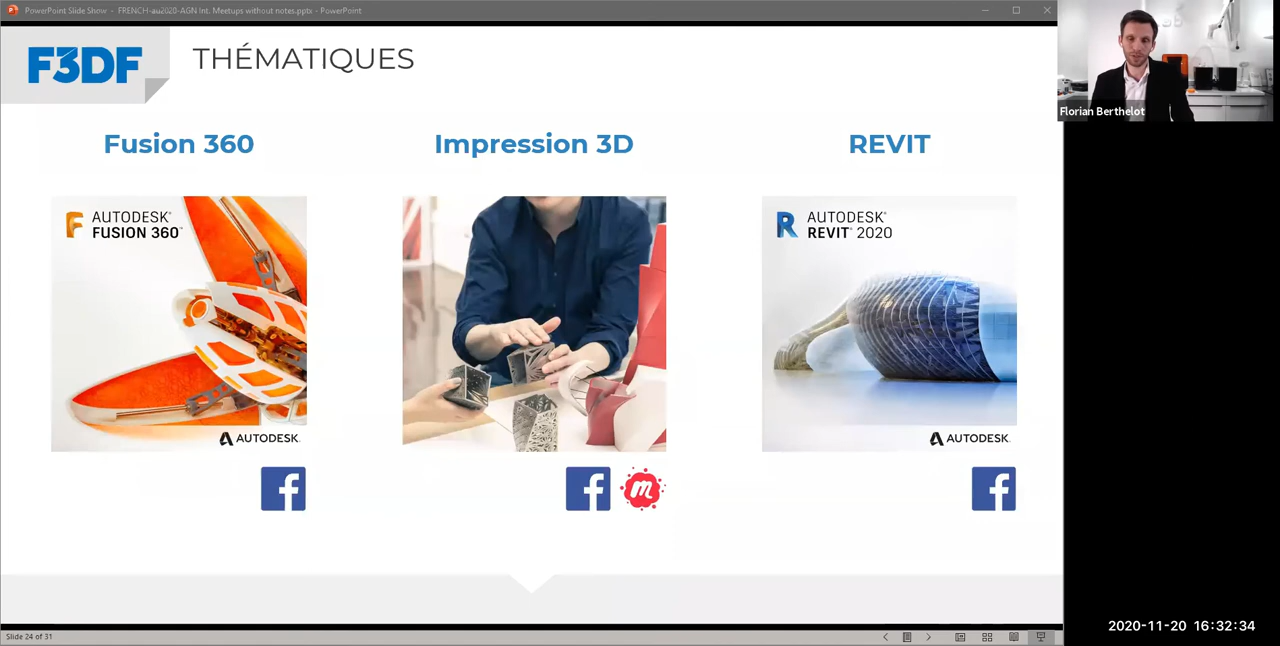 PowerPoint Slide Show - FRENCH-au2020-AGN Int. Meetups without notes.pptx - PowerPoint
F3DF
THÉMATIQUES
Florian Berthelot
Fusion 360
Impression 3D
REVIT
AUTODESK®
FUSION 360°
AUTODESK®
REVIT® 2020
AUTODESK.
AUTODESK.
f
f
m
f
Slide 24 of 31
2020-11-20 16:32:34